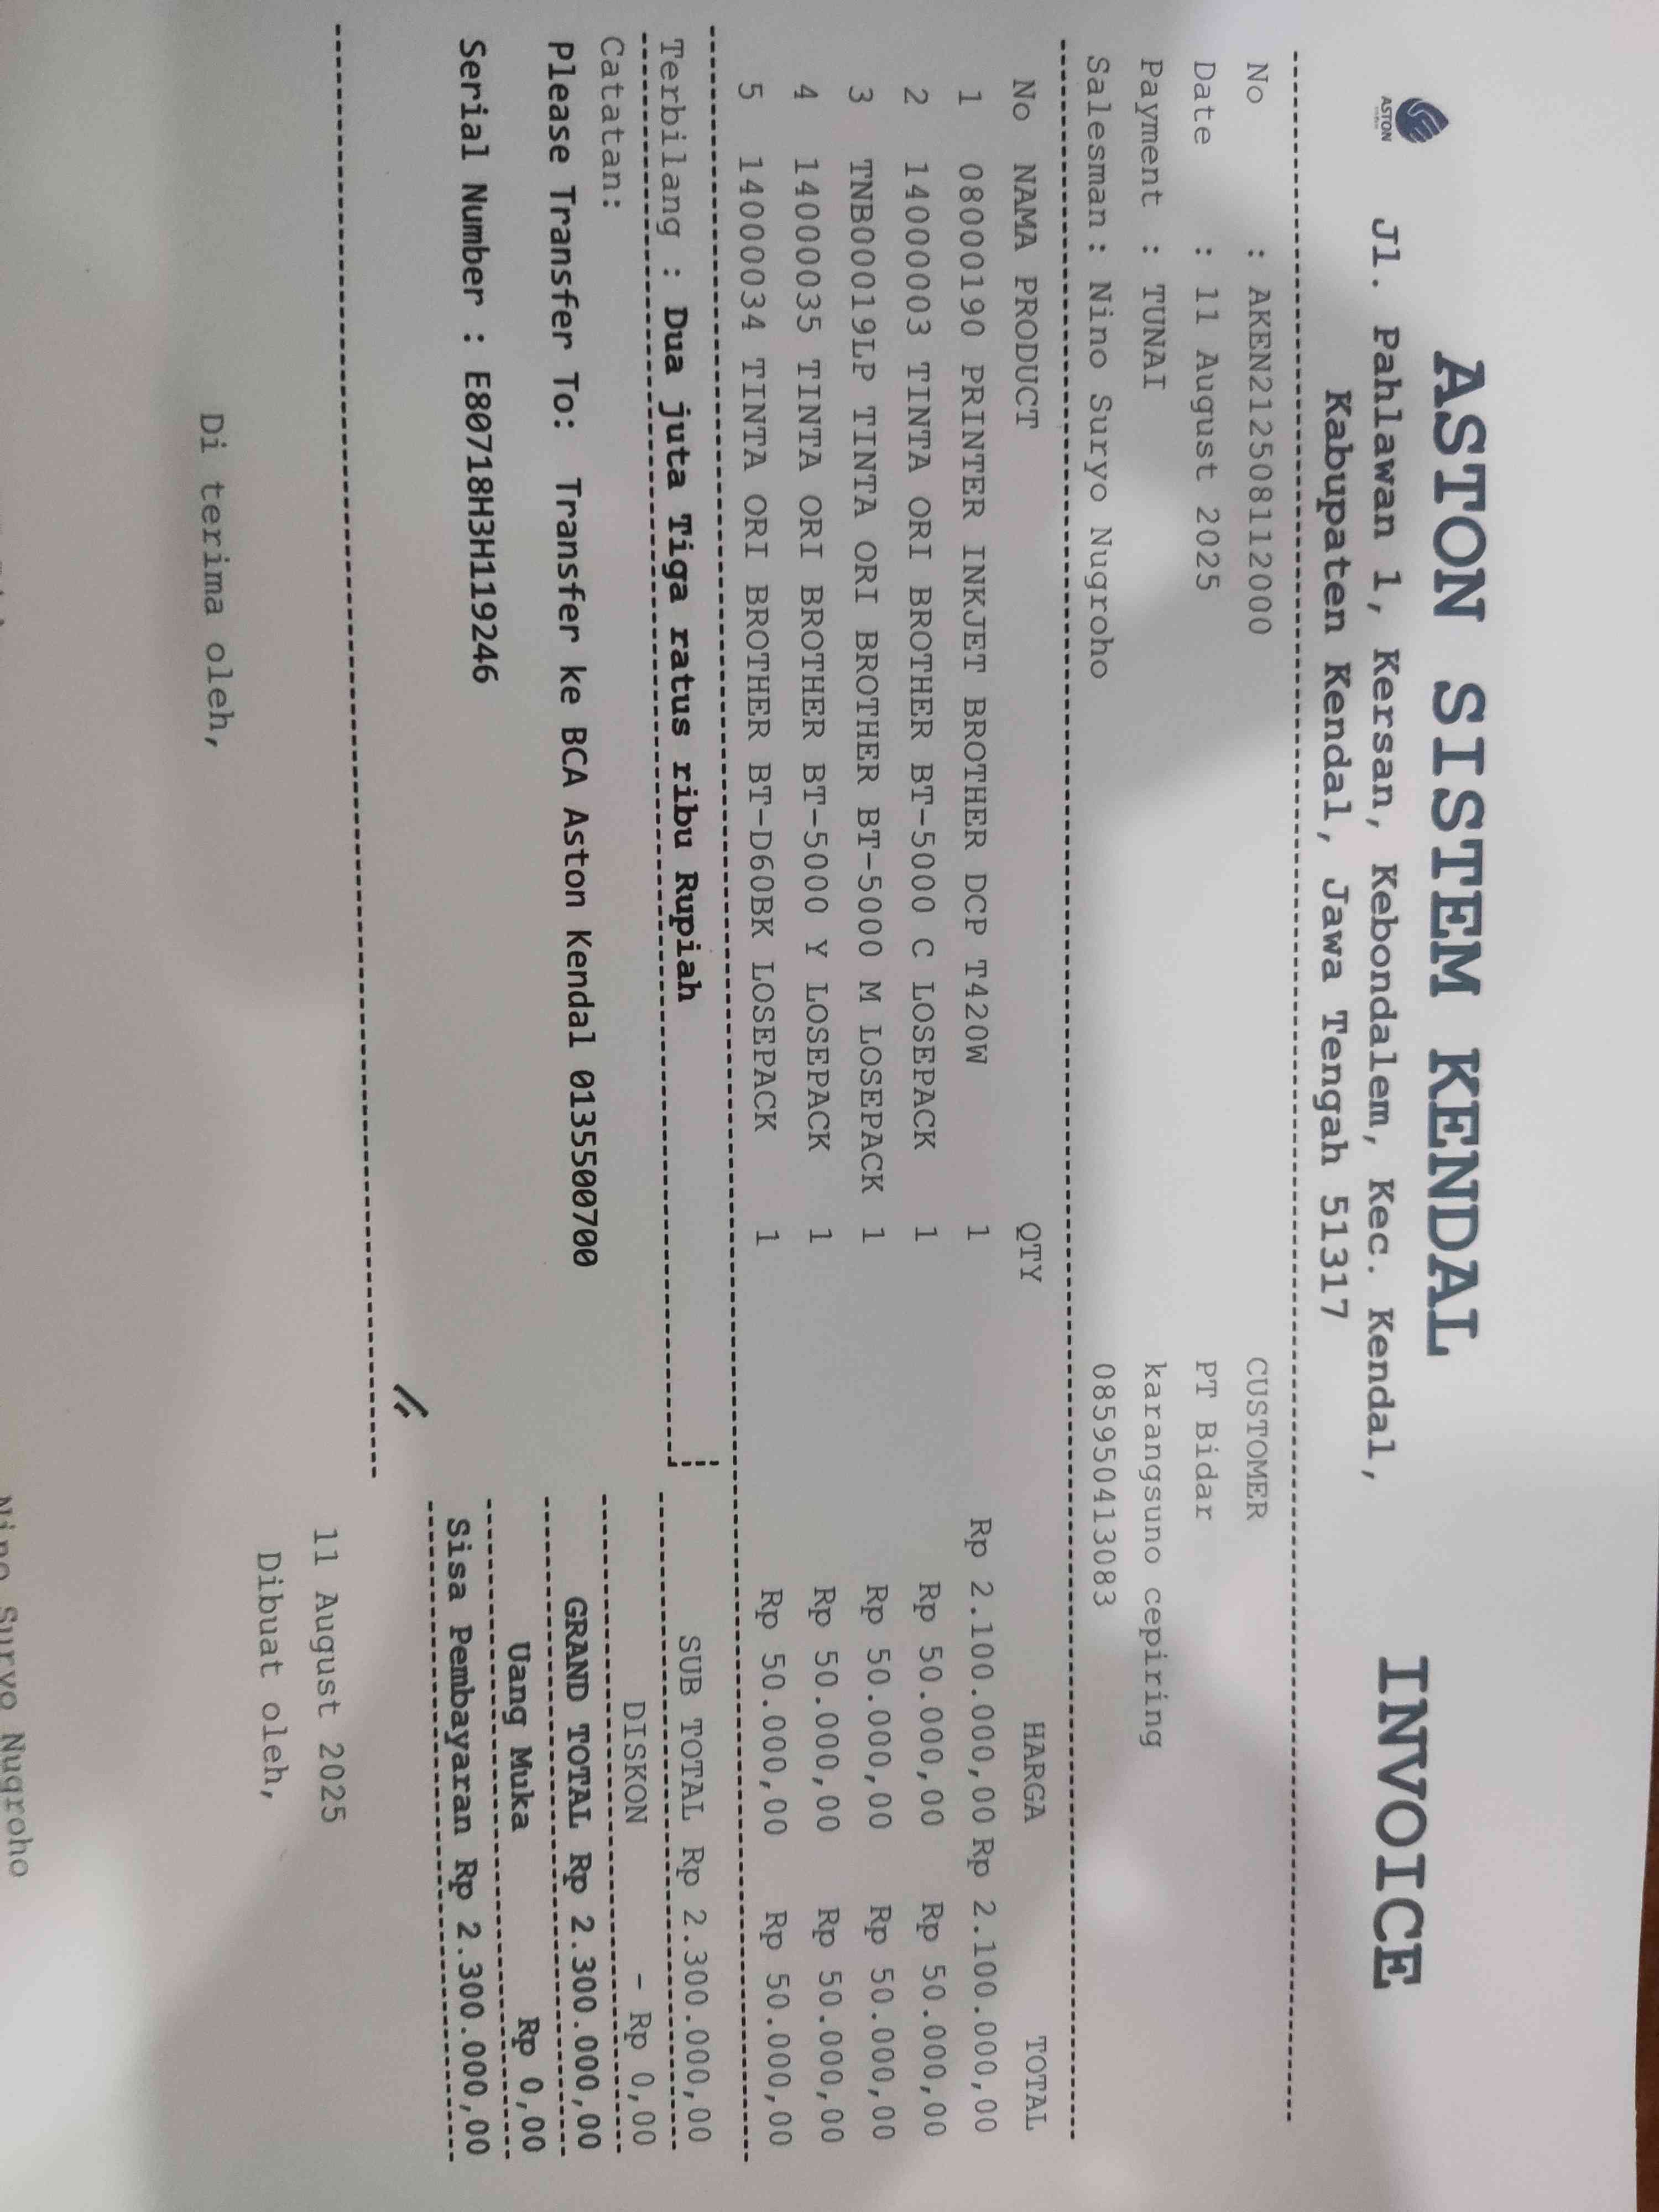 ASTON
ASTON SISTEM KENDAL
INVOICE
Jl. Pahlawan 1, Kersan, Kebondalem, Kec. Kendal,
Kabupaten Kendal, Jawa Tengah 51317
No : AKEN212508112000 CUSTOMER
Date : 11 August 2025 PT Bidar
Payment : TUNAI karangsuno cepiring
Salesman : Nino Suryo Nugroho 0859504413083
No NAMA PRODUCT QTY HARGA TOTAL
1 08000190 PRINTER INKJET BROTHER DCP T420W 1 Rp 2.100.000,00 Rp 2.100.000,00
2 14000003 TINTA ORI BROTHER BT-5000 C LOSEPACK 1 Rp 50.000,00 Rp 50.000,00
3 TNB00019LP TINTA ORI BROTHER BT-5000 M LOSEPACK 1 Rp 50.000,00 Rp 50.000,00
4 14000035 TINTA ORI BROTHER BT-5000 Y LOSEPACK 1 Rp 50.000,00 Rp 50.000,00
5 14000034 TINTA ORI BROTHER BT-D60BK LOSEPACK 1 Rp 50.000,00 Rp 50.000,00
Terbilang : Dua juta Tiga ratus ribu Rupiah
SUB TOTAL Rp 2.300.000,00
Catatan:
DISKON - Rp 0,00
Please Transfer To: Transfer ke BCA Aston Kendal 0135500700
GRAND TOTAL Rp 2.300.000,00
Uang Muka Rp 0,00
Serial Number : E80718H3H119246
Sisa Pembayaran Rp 2.300.000,00
11 August 2025
Di terima oleh,
Dibuat oleh,
Nino Suryo Nugroho